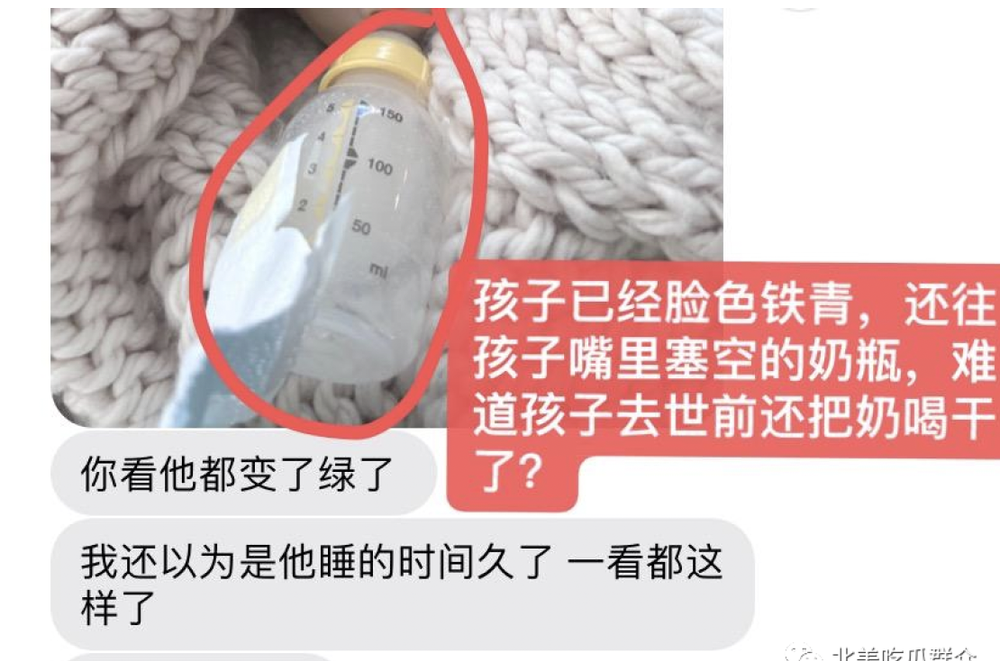 5
150
4
3
100
2
50
ml
孩子已经脸色铁青，还往
孩子嘴里塞空的奶瓶，难
道孩子去世前还把奶喝干
了？
你看他都变了绿了
我还以为是他睡的时间久了 一看都这
样了
北美吃瓜群众